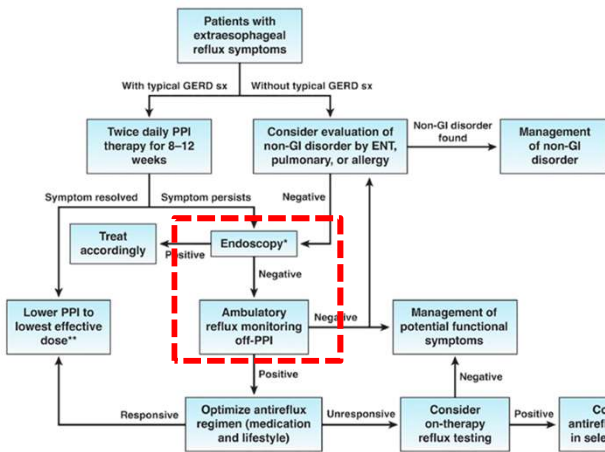 Patients with
extraesophageal
reflux symptoms
With typical GERD sx
Without typical GERD sx
Twice daily PPI
therapy for 8–12
weeks
Consider evaluation of
non-GI disorder by ENT,
pulmonary, or allergy
Non-GI disorder
found
Management of
non-GI disorder
Symptom resolved
Symptom persists
Negative
Treat
accordingly
Positive
Endoscopy*
Negative
Lower PPI to
lowest effective
dose**
Ambulatory
reflux monitoring
off-PPI
Negative
Management of
potential functional
symptoms
Positive
Negative
Responsive
Optimize antireflux
regimen (medication
and lifestyle)
Unresponsive
Consider
on-therapy
reflux testing
Positive